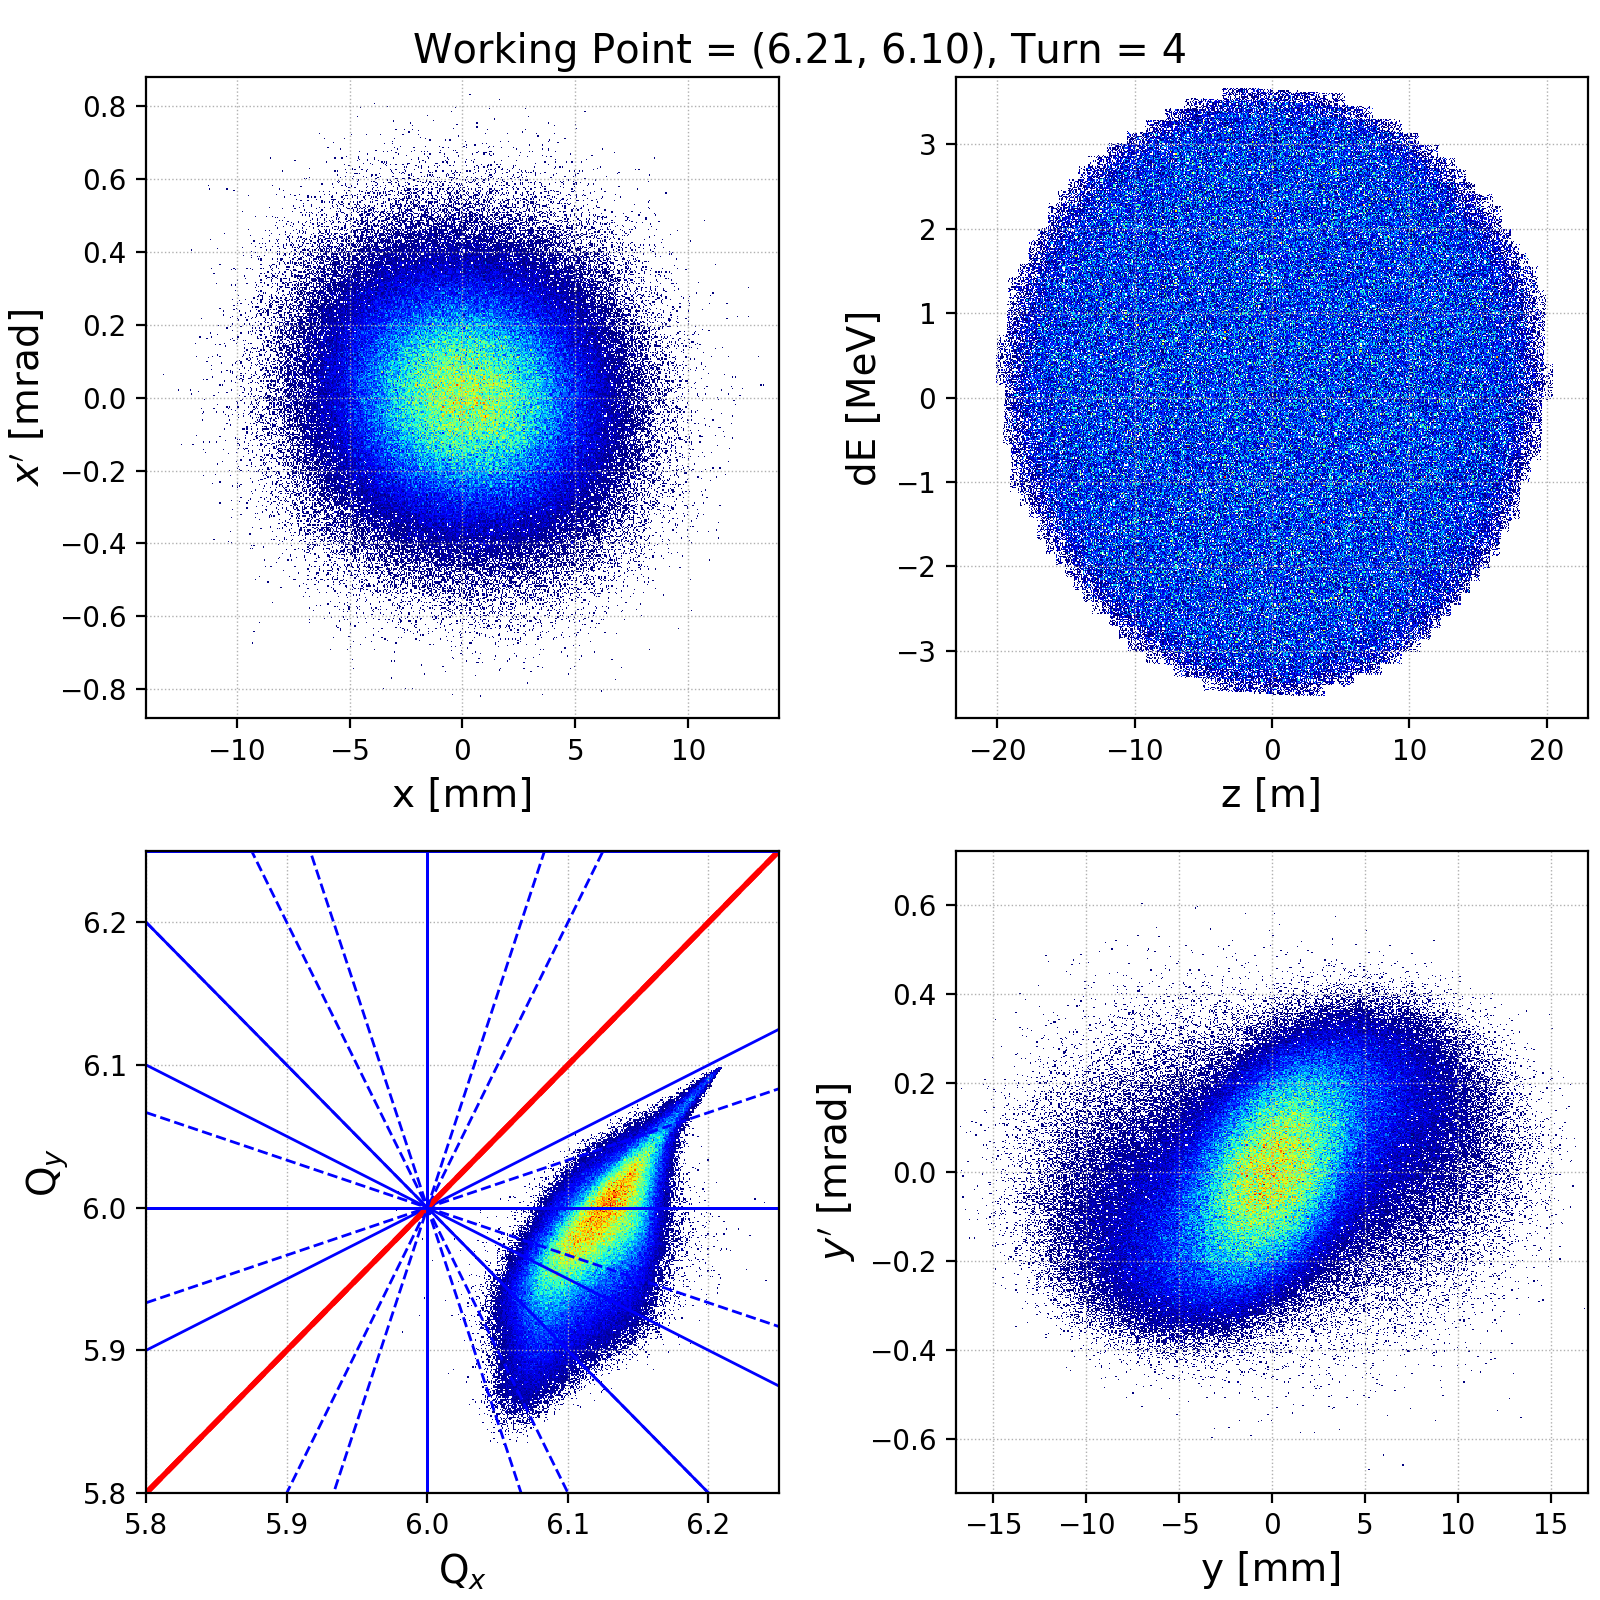 Working Point = (6.21, 6.10), Turn = 4
0.8
0.6
0.4
0.2
0.0
−0.2
−0.4
−0.6
−0.8
x′ [mrad]
−10 −5 0 5 10
x [mm]
3
2
1
0
−1
−2
−3
dE [MeV]
−20 −10 0 10 20
z [m]
6.2
6.1
6.0
5.9
5.8
Qy
5.8 5.9 6.0 6.1 6.2
Qx
0.6
0.4
0.2
0.0
−0.2
−0.4
−0.6
y′ [mrad]
−15 −10 −5 0 5 10 15
y [mm]